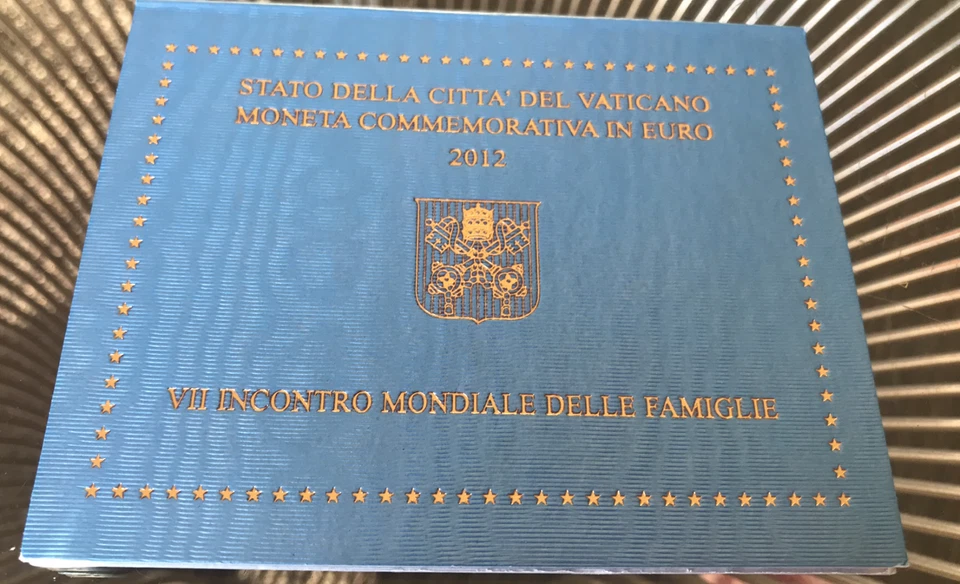 STATO DELLA CITTA' DEL VATICANO
MONETA COMMEMORATIVA IN EURO
2012
VII INCONTRO MONDIALE DELLE FAMIGLIE